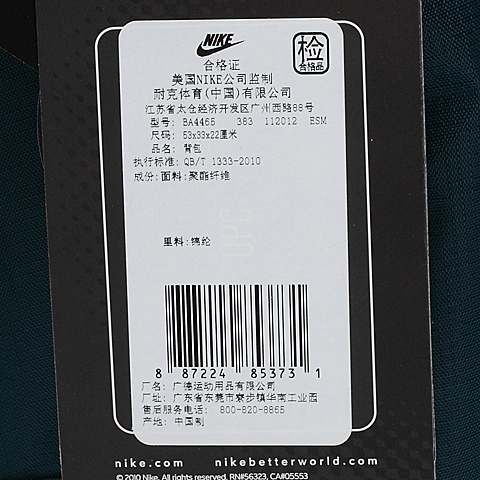 NIKE
检
合格品
合格证
美国NIKE公司监制
耐克体育(中国)有限公司
江苏省太仓经济开发区广州西路88号
型号: BA4465 383 112012 ESM
尺码: 53x33x22厘米
品名: 背包
执行标准: QB/T 1333-2010
成份: 面料: 聚酯纤维
里料: 锦纶
UPC
8 87224 85373 1
厂名: 广德运动用品有限公司
厂址: 广东省东莞市寮步镇华南工业园
售后服务电话: 800-820-8865
产地: 中国制
nike.com nikebetterworld.com
©2010 Nike. All rights reserved. RN#56323, CA#05553